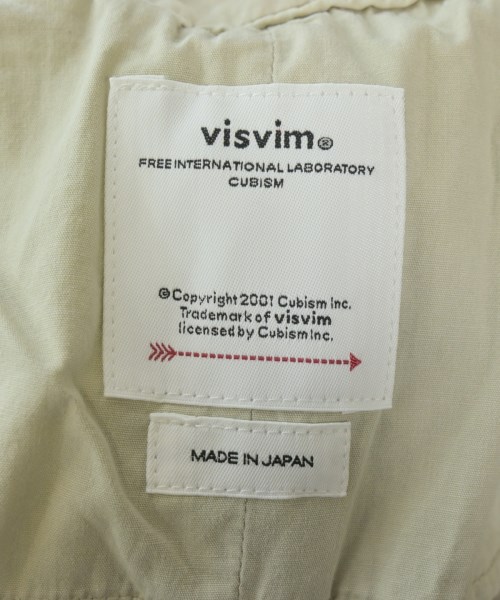 visvim®
FREE INTERNATIONAL LABORATORY
CUBISM
©Copyright 2001 Cubism Inc.
Trademark of visvim
licensed by Cubism Inc.
MADE IN JAPAN